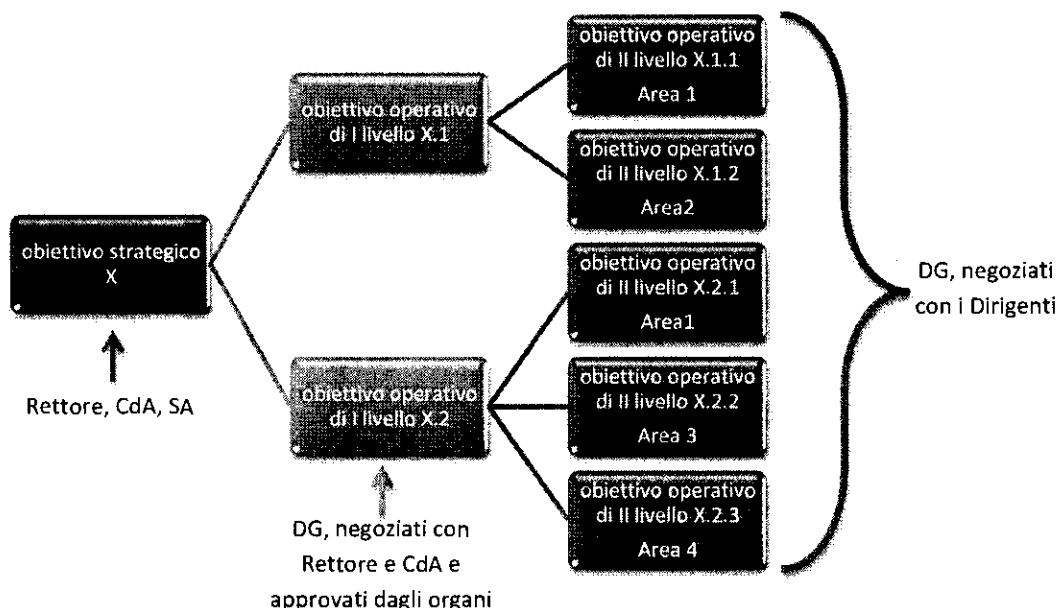 obiettivo strategico
X
Rettore, CdA, SA
obiettivo operativo
di I livello X.1
obiettivo operativo
di I livello X.2
DG, negoziati con
Rettore e CdA e
approvati dagli organi
obiettivo operativo
di II livello X.1.1
Area 1
obiettivo operativo
di II livello X.1.2
Area2
obiettivo operativo
di II livello X.2.1
Area1
obiettivo operativo
di II livello X.2.2
Area 3
obiettivo operativo
di II livello X.2.3
Area 4
DG, negoziati
con i Dirigenti